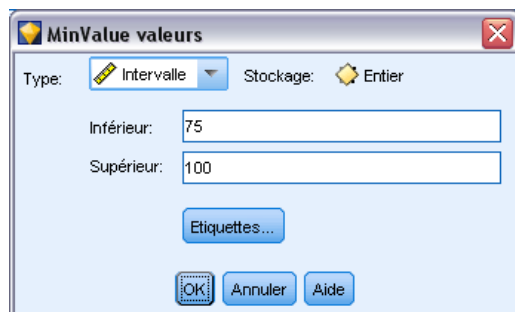 MinValue valeurs
Type: Intervalle Stockage: Entier
Inférieur: 75
Supérieur: 100
Etiquettes...
OK Annuler Aide